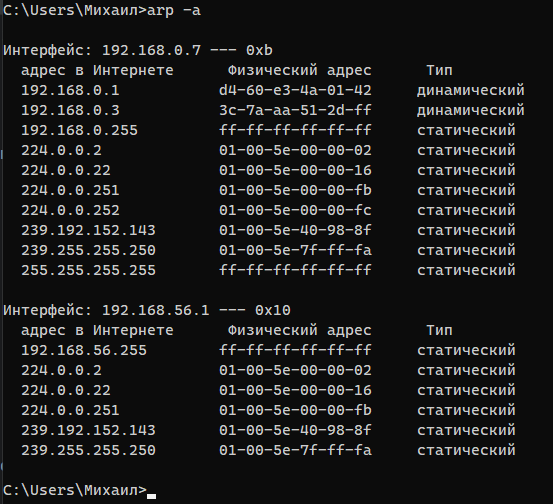 C:\Users\Михаил>arp -a
Интерфейс: 192.168.0.7 --- 0xb
адрес в Интернете Физический адрес Тип
192.168.0.1 d4-60-e3-4a-01-42 динамический
192.168.0.3 3c-7a-aa-51-2d-ff динамический
192.168.0.255 ff-ff-ff-ff-ff-ff статический
224.0.0.2 01-00-5e-00-00-02 статический
224.0.0.22 01-00-5e-00-00-16 статический
224.0.0.251 01-00-5e-00-00-fb статический
224.0.0.252 01-00-5e-00-00-fc статический
239.192.152.143 01-00-5e-40-98-8f статический
239.255.255.250 01-00-5e-7f-ff-fa статический
255.255.255.255 ff-ff-ff-ff-ff-ff статический
Интерфейс: 192.168.56.1 --- 0x10
адрес в Интернете Физический адрес Тип
192.168.56.255 ff-ff-ff-ff-ff-ff статический
224.0.0.2 01-00-5e-00-00-02 статический
224.0.0.22 01-00-5e-00-00-16 статический
224.0.0.251 01-00-5e-00-00-fb статический
239.192.152.143 01-00-5e-40-98-8f статический
239.255.255.250 01-00-5e-7f-ff-fa статический
C:\Users\Михаил>